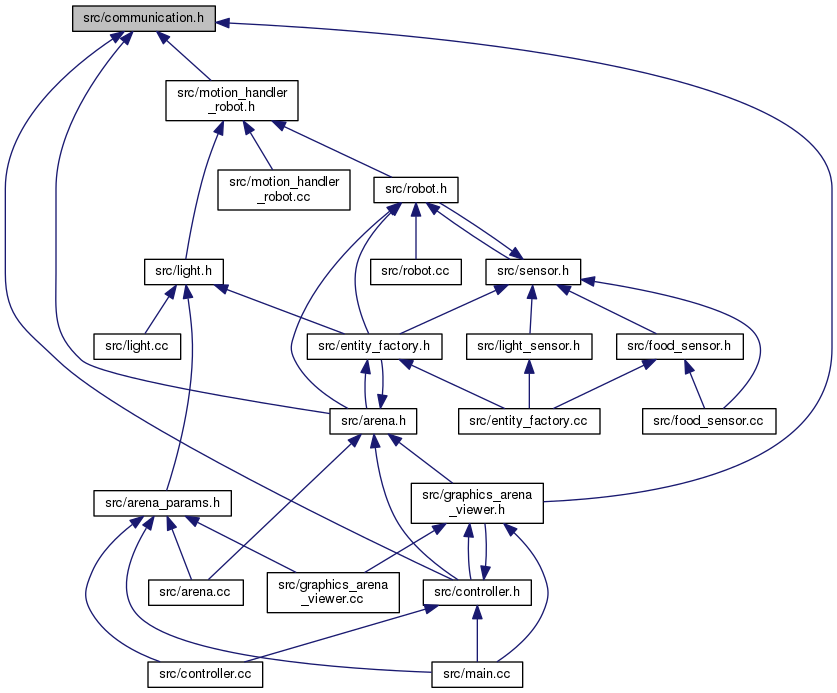 src/communication.h
src/motion_handler
_robot.h
src/motion_handler
_robot.cc
src/robot.h
src/light.h
src/robot.cc
src/sensor.h
src/light.cc
src/entity_factory.h
src/light_sensor.h
src/food_sensor.h
src/arena.h
src/entity_factory.cc
src/food_sensor.cc
src/arena_params.h
src/graphics_arena
_viewer.h
src/arena.cc
src/graphics_arena
_viewer.cc
src/controller.h
src/controller.cc
src/main.cc